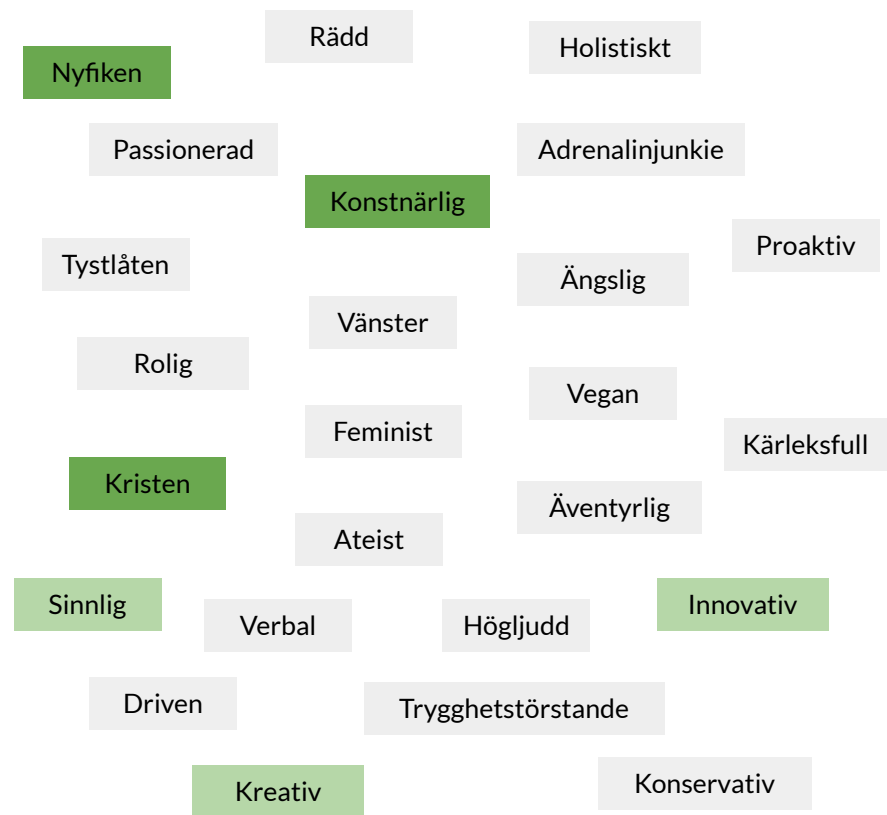 Rädd
Holistiskt
Nyfiken
Passionerad
Adrenalinjunkie
Konstnärlig
Proaktiv
Tystlåten
Ängslig
Vänster
Rolig
Vegan
Feminist
Kärleksfull
Kristen
Äventyrlig
Ateist
Sinnlig
Innovativ
Verbal
Högljudd
Driven
Trygghetstörstande
Konservativ
Kreativ